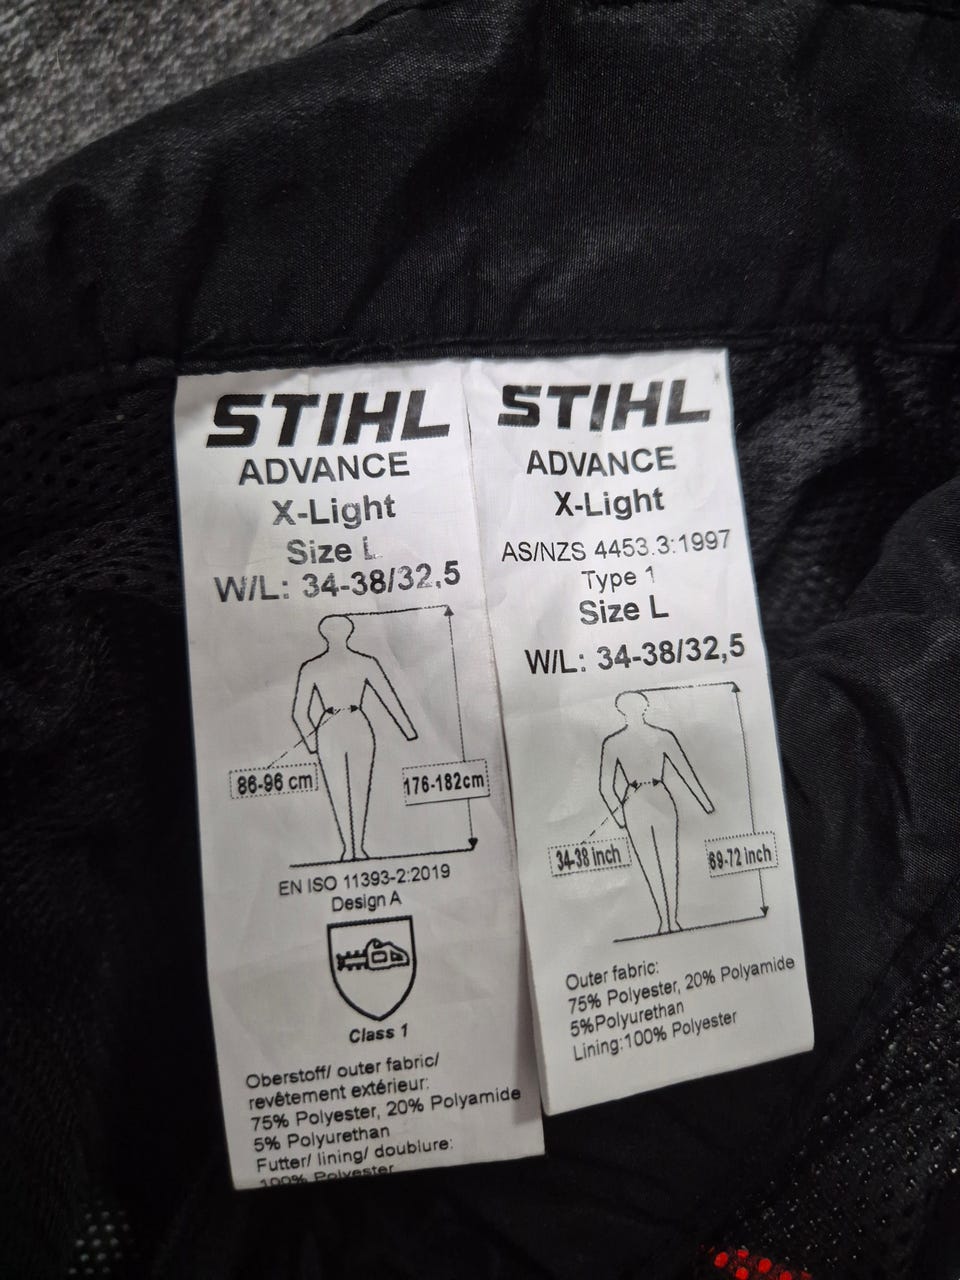 STIHL
ADVANCE
X-Light
Size L
W/L: 34-38/32,5
86-96 cm
176-182cm
EN ISO 11393-2:2019
Design A
Class 1
Oberstoff/ outer fabric/
revêtement extérieur:
75% Polyester, 20% Polyamide
5% Polyurethan
Futter/ lining/ doublure:
100% Polyester
STIHL
ADVANCE
X-Light
AS/NZS 4453.3:1997
Type 1
Size L
W/L: 34-38/32,5
34-38 inch
69-72 inch
Outer fabric:
75% Polyester, 20% Polyamide
5%Polyurethan
Lining:100% Polyester